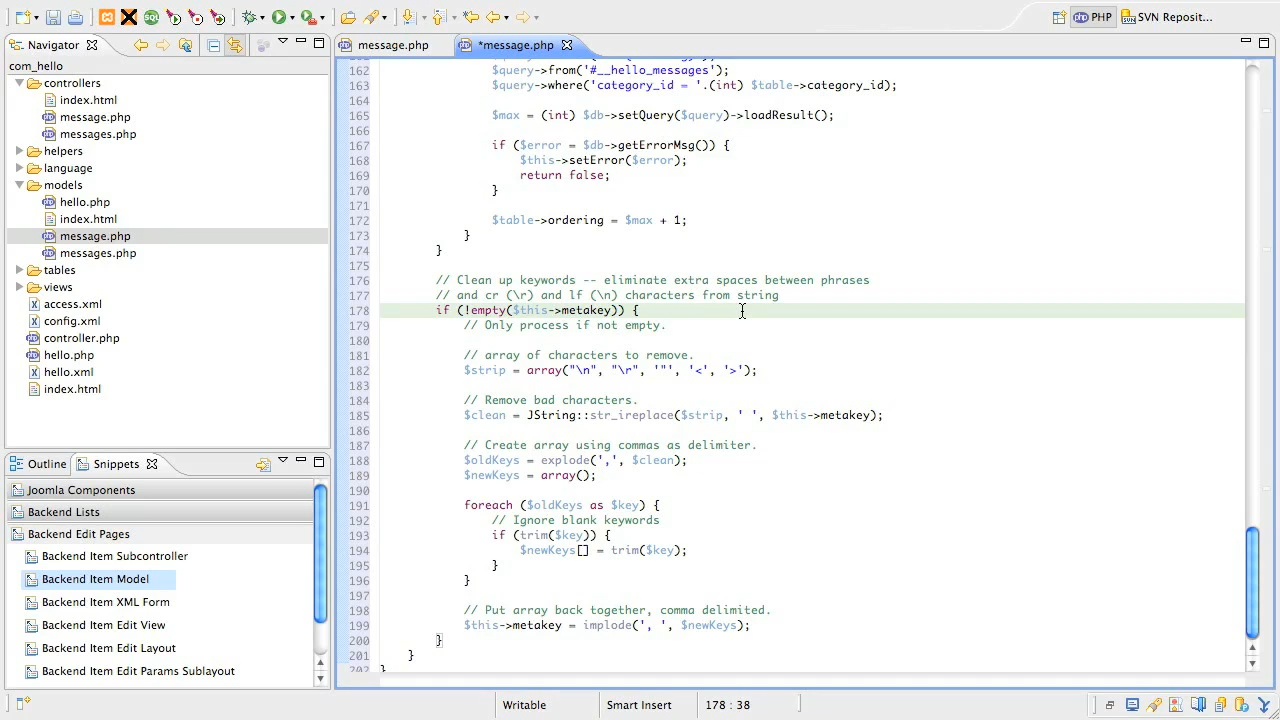 PHP
SVN Reposit...
Navigator
message.php
*message.php
com_hello
controllers
index.html
message.php
messages.php
helpers
language
models
hello.php
index.html
message.php
messages.php
tables
views
access.xml
config.xml
controller.php
hello.php
hello.xml
index.html
Outline
Snippets
Joomla Components
Backend Lists
Backend Edit Pages
Backend Item Subcontroller
Backend Item Model
Backend Item XML Form
Backend Item Edit View
Backend Item Edit Layout
Backend Item Edit Params Sublayout
162 $query->from('#__hello_messages');
163 $query->where('category_id = '.(int) $table->category_id);
164
165 $max = (int) $db->setQuery($query)->loadResult();
166
167 if ($error = $db->getErrorMsg()) {
168 $this->setError($error);
169 return false;
170 }
171
172 $table->ordering = $max + 1;
173 }
174 }
175
176 // Clean up keywords -- eliminate extra spaces between phrases
177 // and cr (\r) and lf (\n) characters from string
178 if (!empty($this->metakey)) {
179 // Only process if not empty.
180
181 // array of characters to remove.
182 $strip = array("\n", "\r", '"', '<', '>');
183
184 // Remove bad characters.
185 $clean = JString::str_ireplace($strip, ' ', $this->metakey);
186
187 // Create array using commas as delimiter.
188 $oldKeys = explode(',', $clean);
189 $newKeys = array();
190
191 foreach ($oldKeys as $key) {
192 // Ignore blank keywords
193 if (trim($key)) {
194 $newKeys[] = trim($key);
195 }
196 }
197
198 // Put array back together, comma delimited.
199 $this->metakey = implode(', ', $newKeys);
200 }
201 }
202 }
Writable
Smart Insert
178 : 38